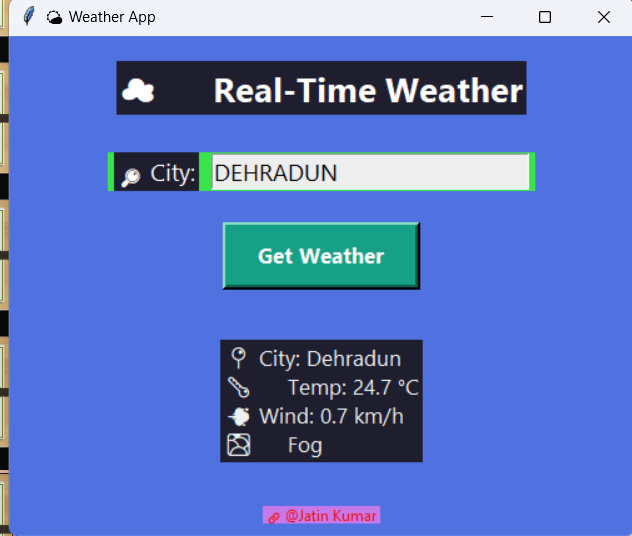 Weather App
Real-Time Weather
City: DEHRADUN
Get Weather
City: Dehradun
Temp: 24.7 °C
Wind: 0.7 km/h
Fog
@Jatin Kumar